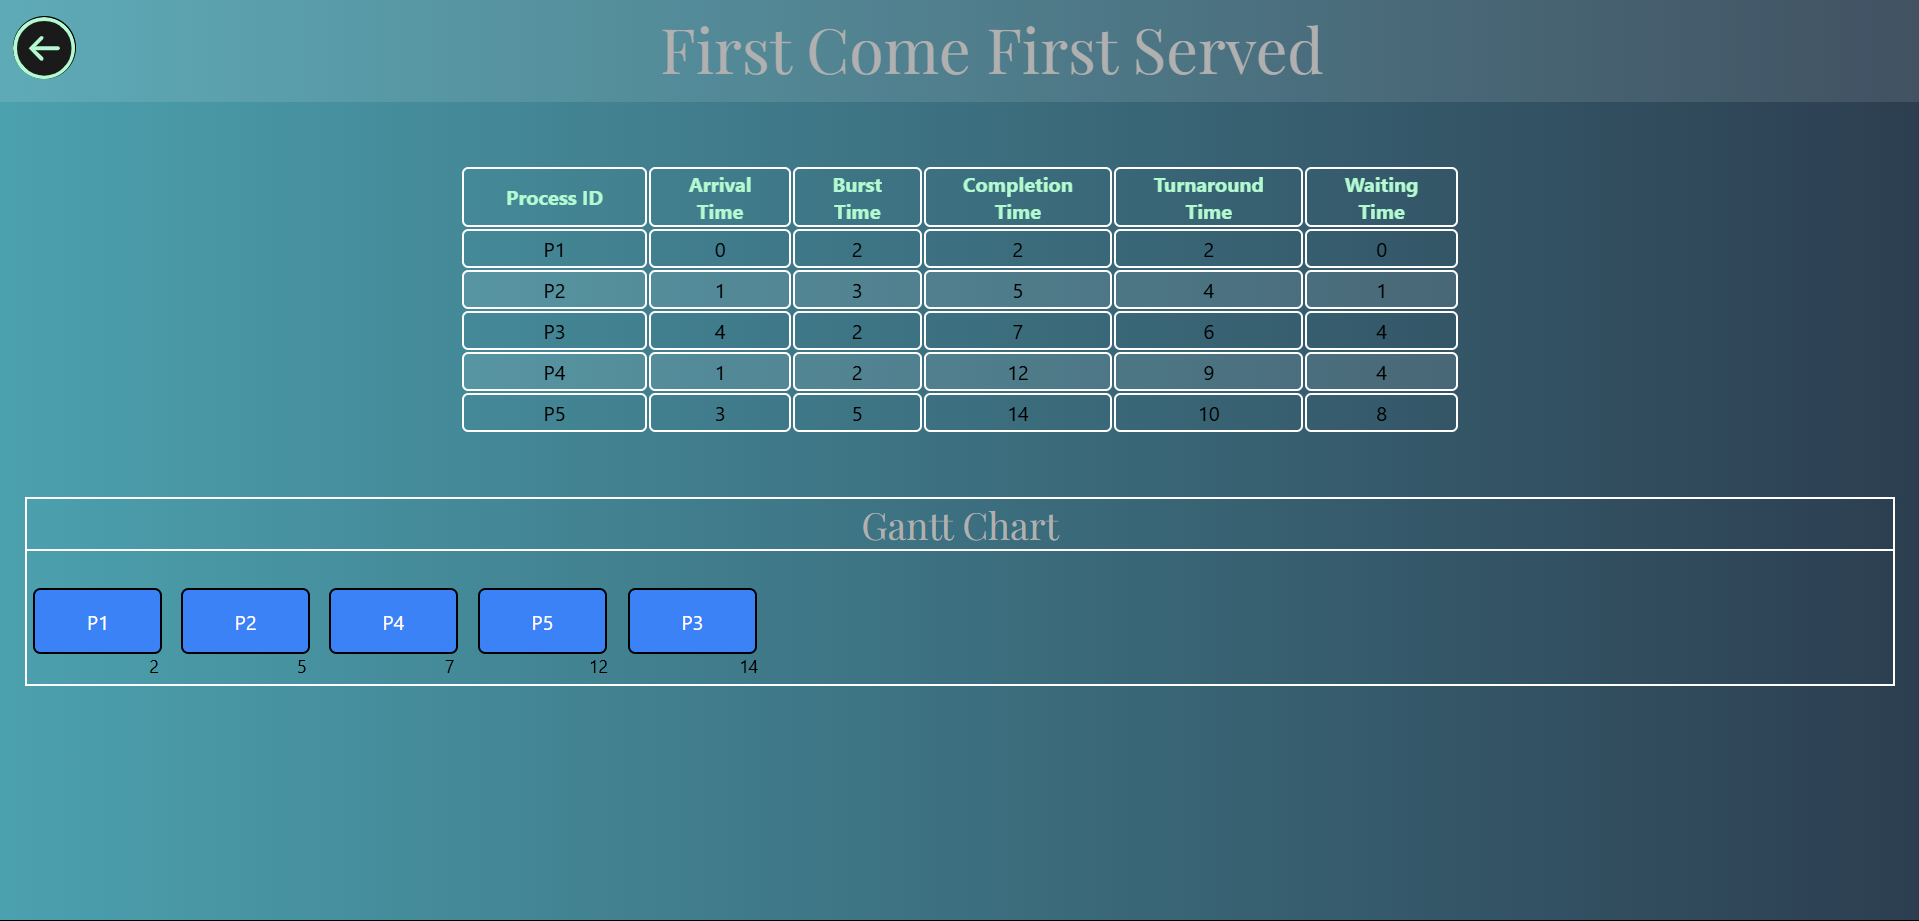 First Come First Served
Process ID Arrival Time Burst Time Completion Time Turnaround Time Waiting Time
P1 0 2 2 2 0
P2 1 3 5 4 1
P3 4 2 7 6 4
P4 1 2 12 9 4
P5 3 5 14 10 8
Gantt Chart
P1 P2 P4 P5 P3
2 5 7 12 14